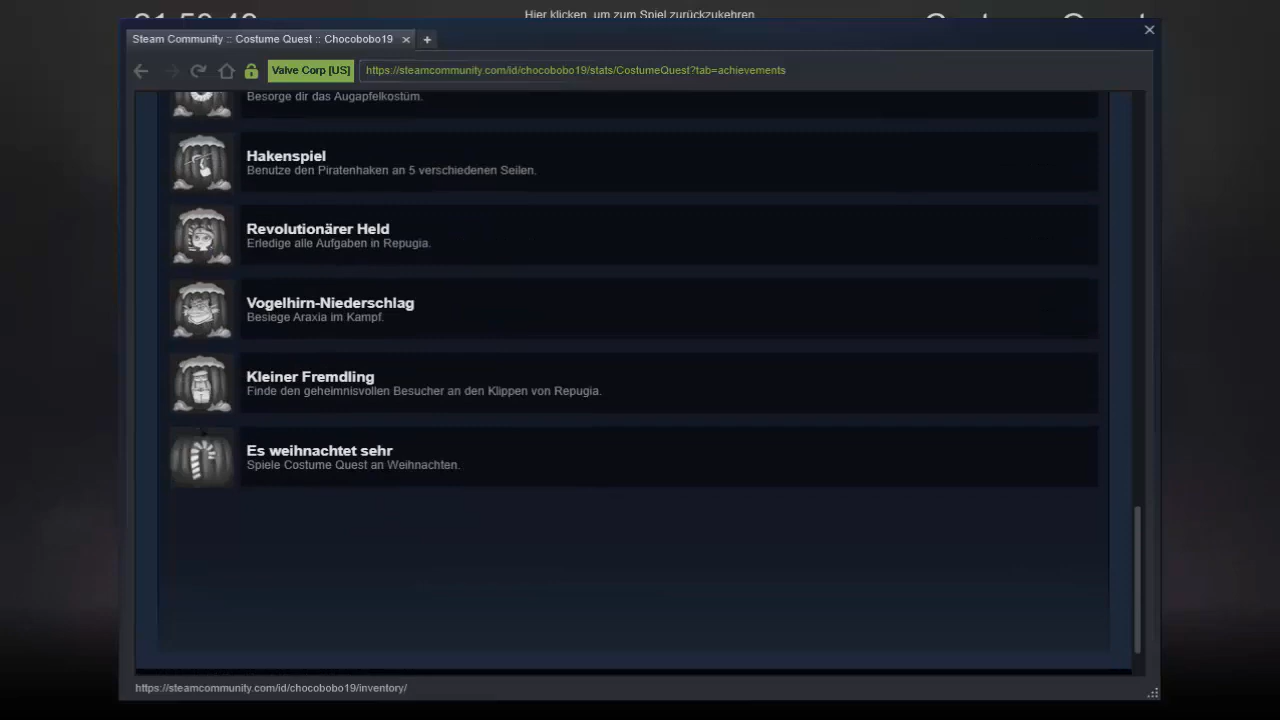 Hier klicken, um zum Spiel zurückzukehren
Steam Community :: Costume Quest :: Chocobobo19
Valve Corp [US]
https://steamcommunity.com/id/chocobobo19/stats/CostumeQuest?tab=achievements
Besorge dir das Augapfelkostüm.
Hakenspiel
Benutze den Piratenhaken an 5 verschiedenen Seilen.
Revolutionärer Held
Erledige alle Aufgaben in Repugia.
Vogelhirn-Niederschlag
Besiege Araxia im Kampf.
Kleiner Fremdling
Finde den geheimnisvollen Besucher an den Klippen von Repugia.
Es weihnachtet sehr
Spiele Costume Quest an Weihnachten.
https://steamcommunity.com/id/chocobobo19/inventory/